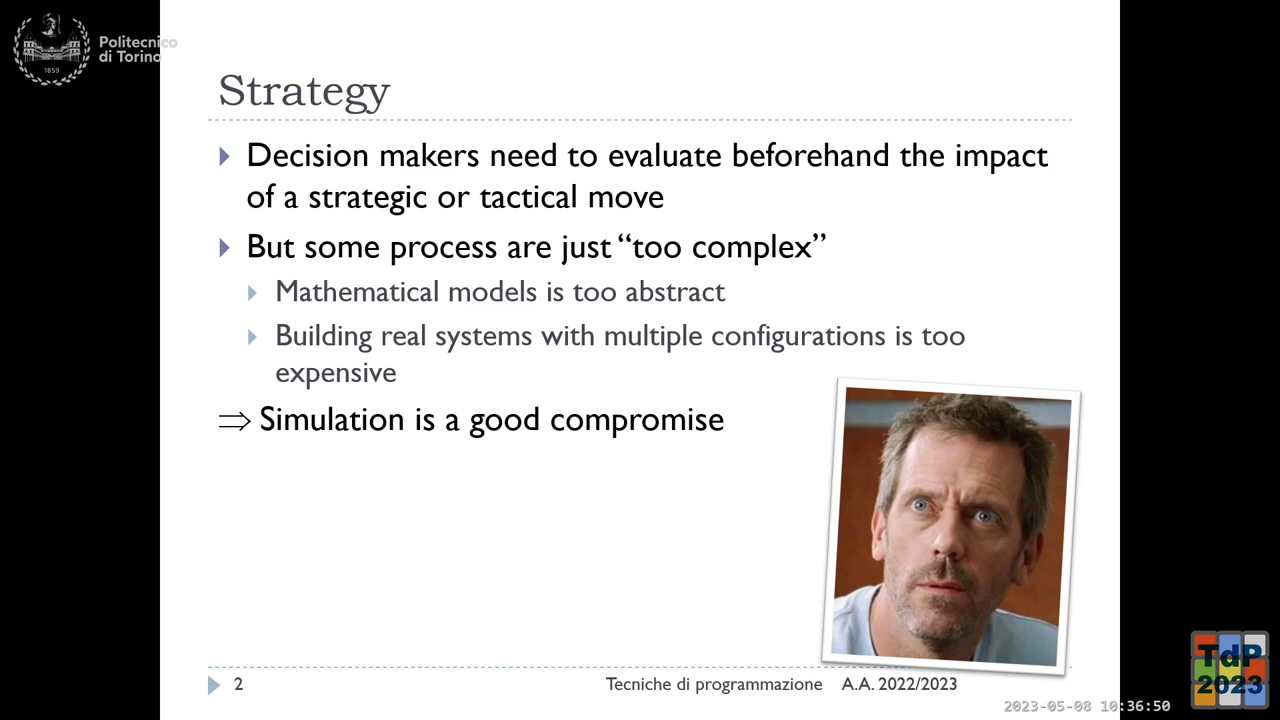 Politecnico
di Torino
1859
Strategy
Decision makers need to evaluate beforehand the impact
of a strategic or tactical move
But some process are just “too complex”
Mathematical models is too abstract
Building real systems with multiple configurations is too
expensive
⇒ Simulation is a good compromise
2
Tecniche di programmazione A.A. 2022/2023
2023-05-08 10:36:50
TdP
2023